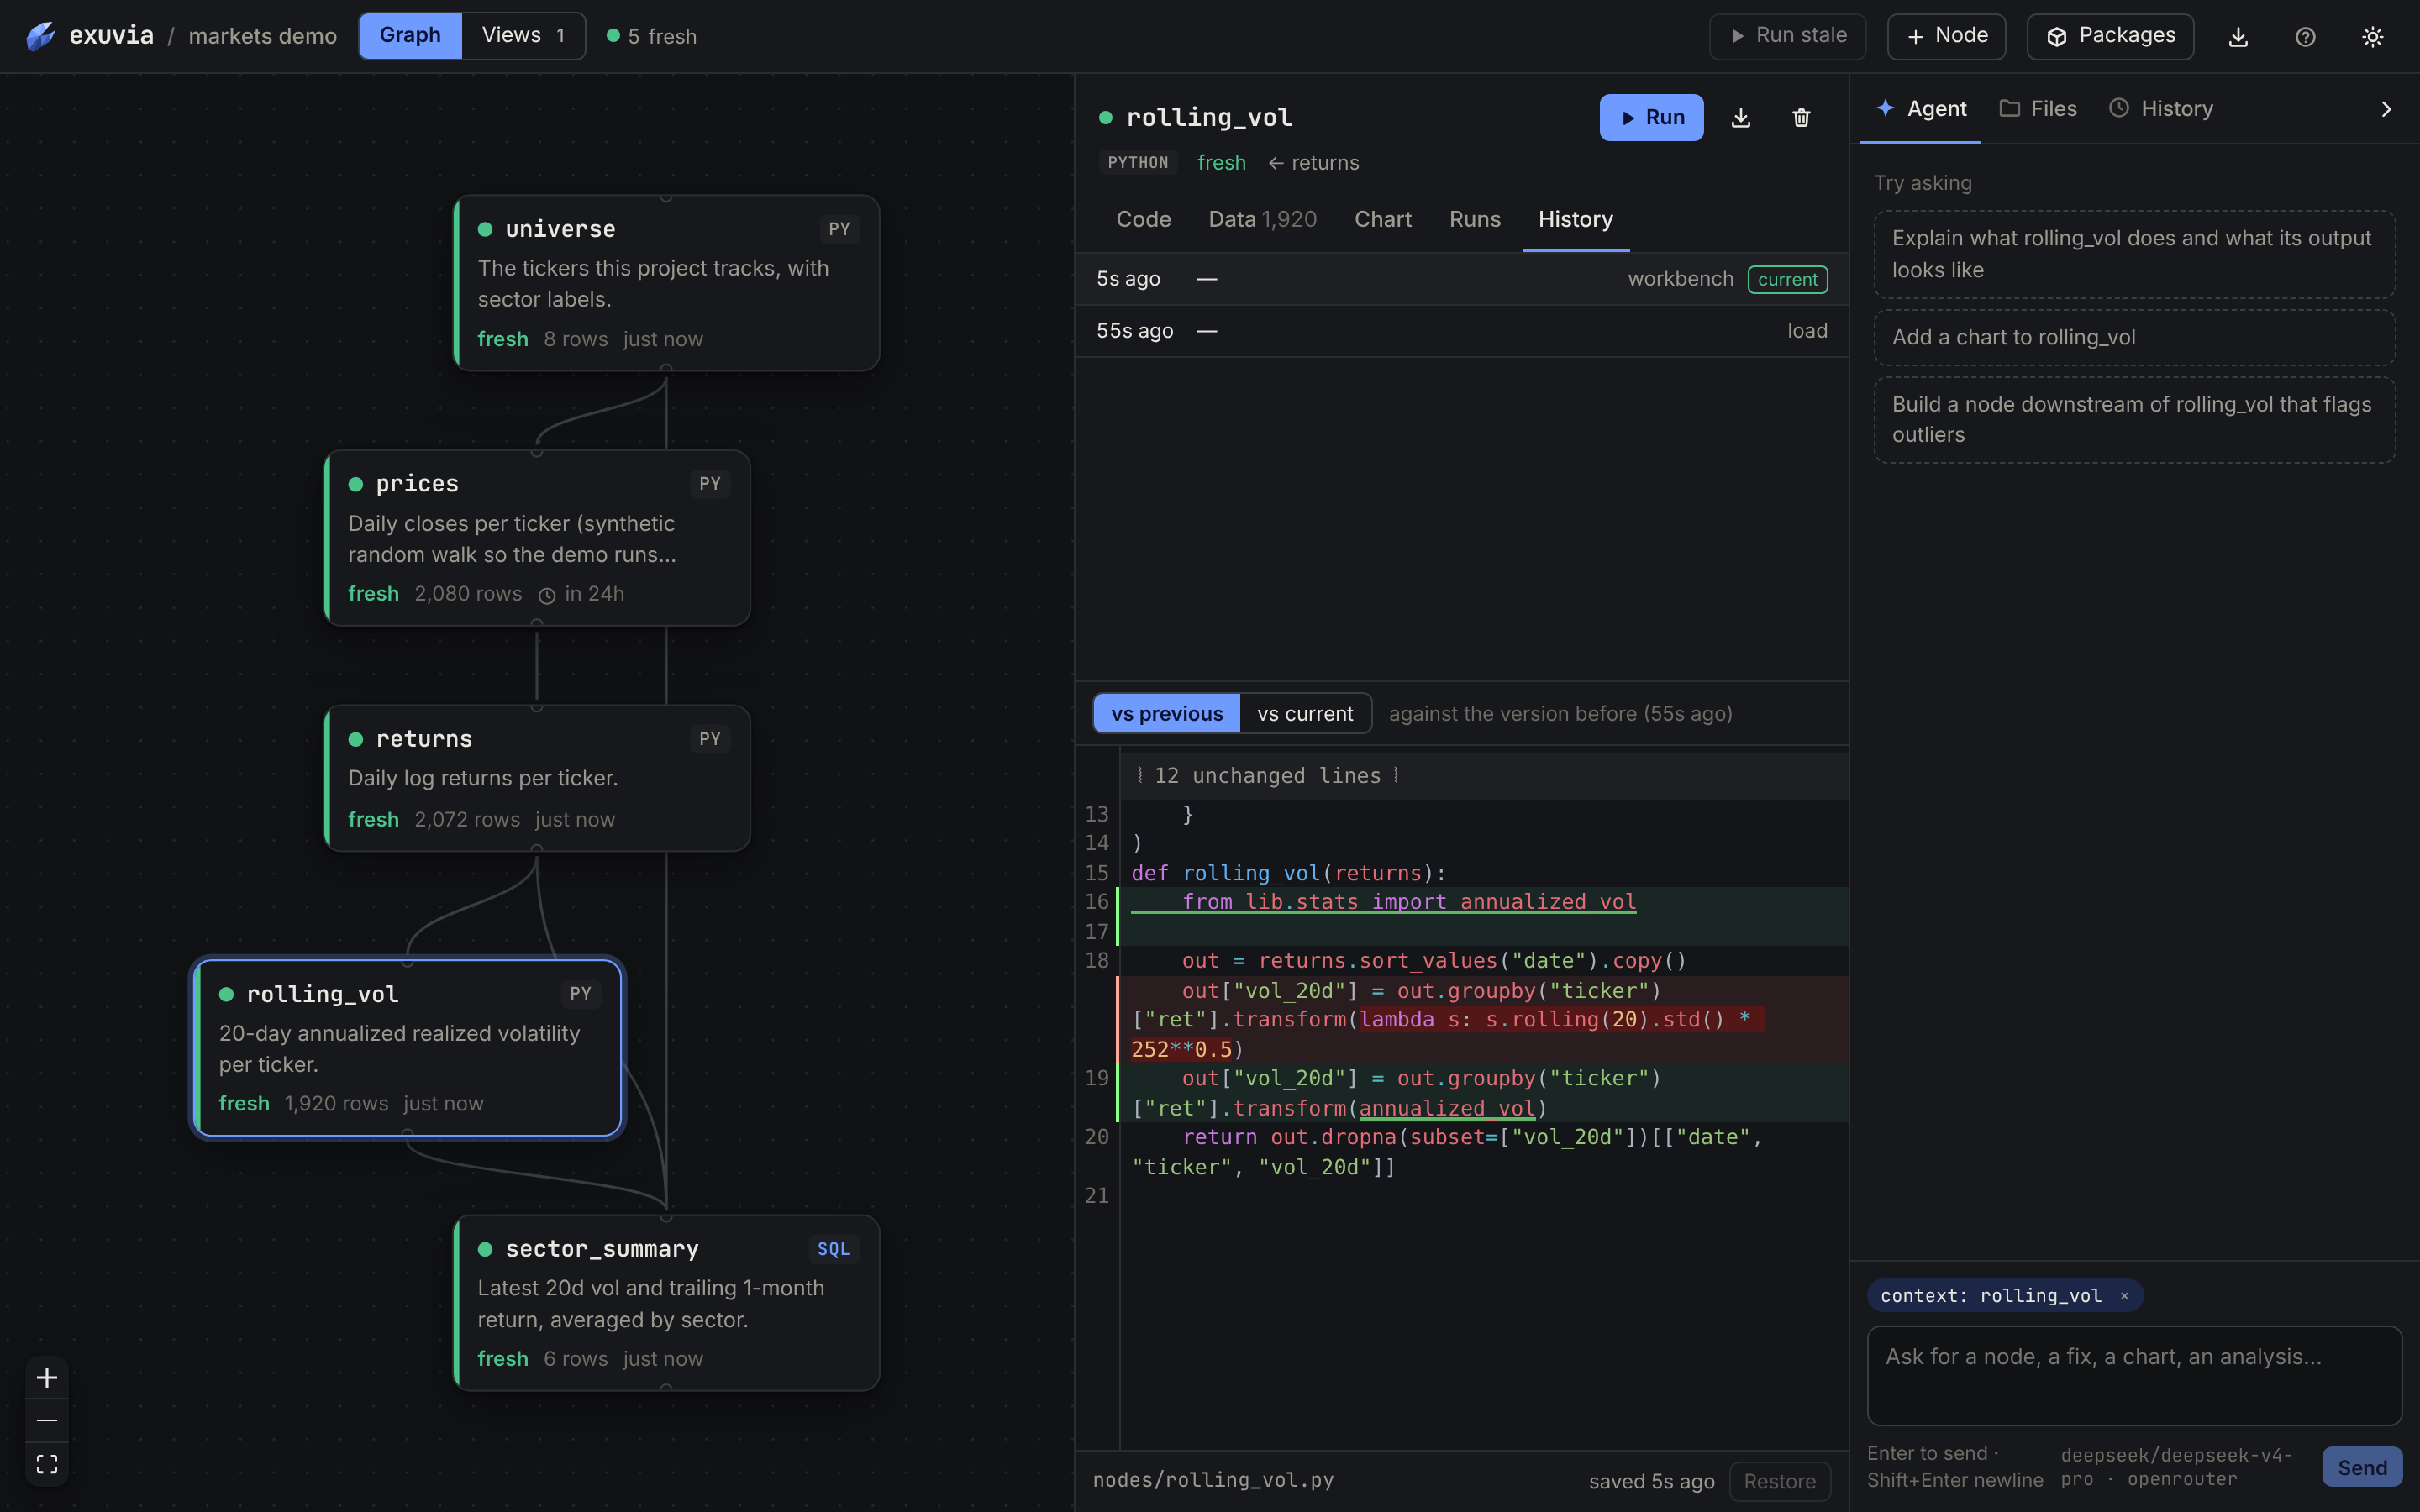 exuvia / markets demo
Graph
Views 1
5 fresh
Run stale
Node
Packages
universe
PY
The tickers this project tracks, with
sector labels.
fresh 8 rows just now
prices
PY
Daily closes per ticker (synthetic
random walk so the demo runs...
fresh 2,080 rows in 24h
returns
PY
Daily log returns per ticker.
fresh 2,072 rows just now
rolling_vol
PY
20-day annualized realized volatility
per ticker.
fresh 1,920 rows just now
sector_summary
SQL
Latest 20d vol and trailing 1-month
return, averaged by sector.
fresh 6 rows just now
rolling_vol
Run
PYTHON fresh ← returns
Code Data 1,920 Chart Runs History
5s ago — workbench current
55s ago — load
vs previous vs current against the version before (55s ago)
12 unchanged lines
13     }
14 )
15 def rolling_vol(returns):
16     from lib.stats import annualized_vol
17
18     out = returns.sort_values("date").copy()
    out["vol_20d"] = out.groupby("ticker")
["ret"].transform(lambda s: s.rolling(20).std() *
252**0.5)
19     out["vol_20d"] = out.groupby("ticker")
["ret"].transform(annualized_vol)
20     return out.dropna(subset=["vol_20d"])[["date",
"ticker", "vol_20d"]]
21
nodes/rolling_vol.py
saved 5s ago
Restore
Agent Files History
Try asking
Explain what rolling_vol does and what its output
looks like
Add a chart to rolling_vol
Build a node downstream of rolling_vol that flags
outliers
context: rolling_vol ×
Ask for a node, a fix, a chart, an analysis...
Enter to send ·
Shift+Enter newline
deepseek/deepseek-v4-
pro · openrouter
Send